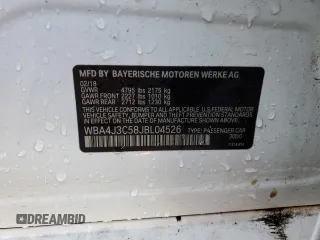 MFD BY BAYERISCHE MOTOREN WERKE AG
02/18
GVWR 4795 lbs 2175 kg
GAWR FRONT 2227 lbs 1010 kg
GAWR REAR 2712 lbs 1230 kg
THIS VEHICLE CONFORMS TO ALL APPLICABLE FEDERAL
MOTOR VEHICLE SAFETY, BUMPER, AND THEFT PREVENTION
STANDARDS IN EFFECT ON THE DATE OF MANUFACTURE
SHOWN ABOVE.
WBA4J3C58JBL04526 TYPE: PASSENGER CAR
DREAMBID
DREAMBID.COM